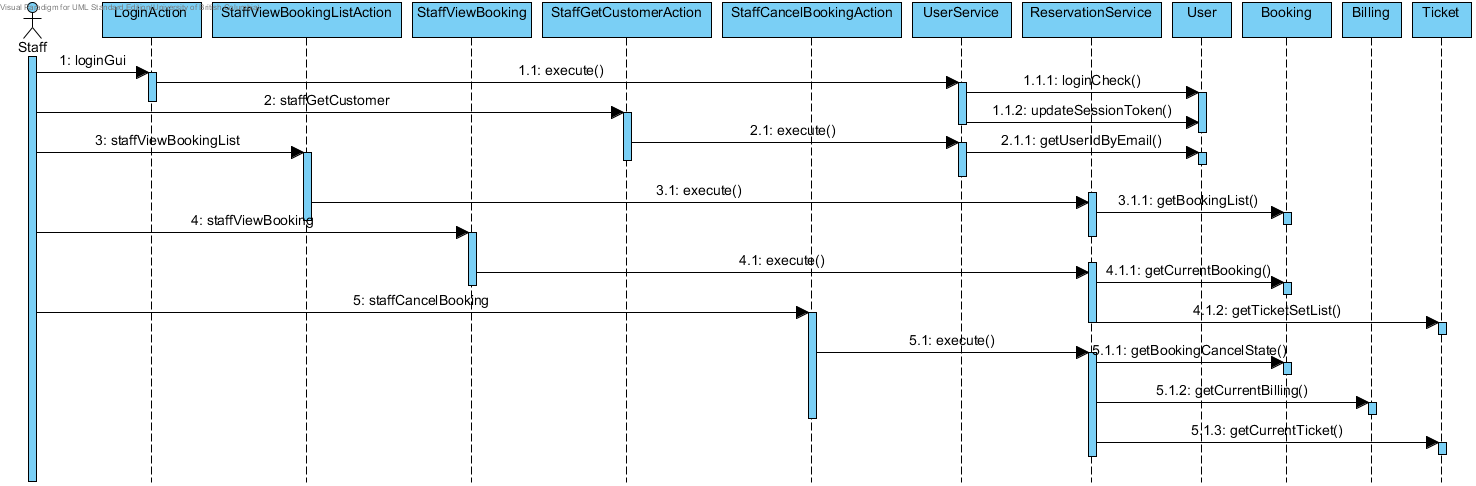 Visual Paradigm for UML Standard Edition(University of British
LoginAction
StaffViewBookingListAction
StaffViewBooking
StaffGetCustomerAction
StaffCancelBookingAction
UserService
ReservationService
User
Booking
Billing
Ticket
Staff
1: loginGui
1.1: execute()
1.1.1: loginCheck()
2: staffGetCustomer
1.1.2: updateSessionToken()
2.1: execute()
3: staffViewBookingList
2.1.1: getUserIdByEmail()
3.1: execute()
3.1.1: getBookingList()
4: staffViewBooking
4.1: execute()
4.1.1: getCurrentBooking()
5: staffCancelBooking
4.1.2: getTicketSetList()
5.1: execute()
5.1.1: getBookingCancelState()
5.1.2: getCurrentBilling()
5.1.3: getCurrentTicket()